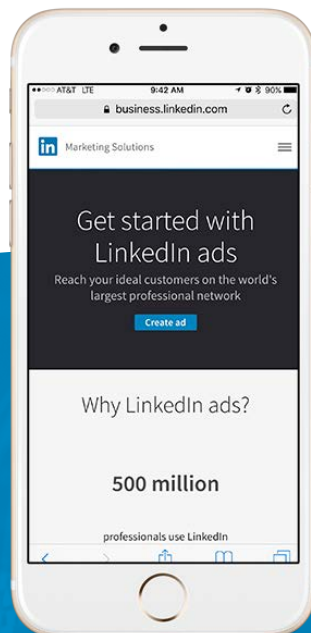 AT&T LTE 9:42 AM 90%
business.linkedin.com
in Marketing Solutions
Get started with
LinkedIn ads
Reach your ideal customers on the world's
largest professional network
Create ad
Why LinkedIn ads?
500 million
professionals use LinkedIn